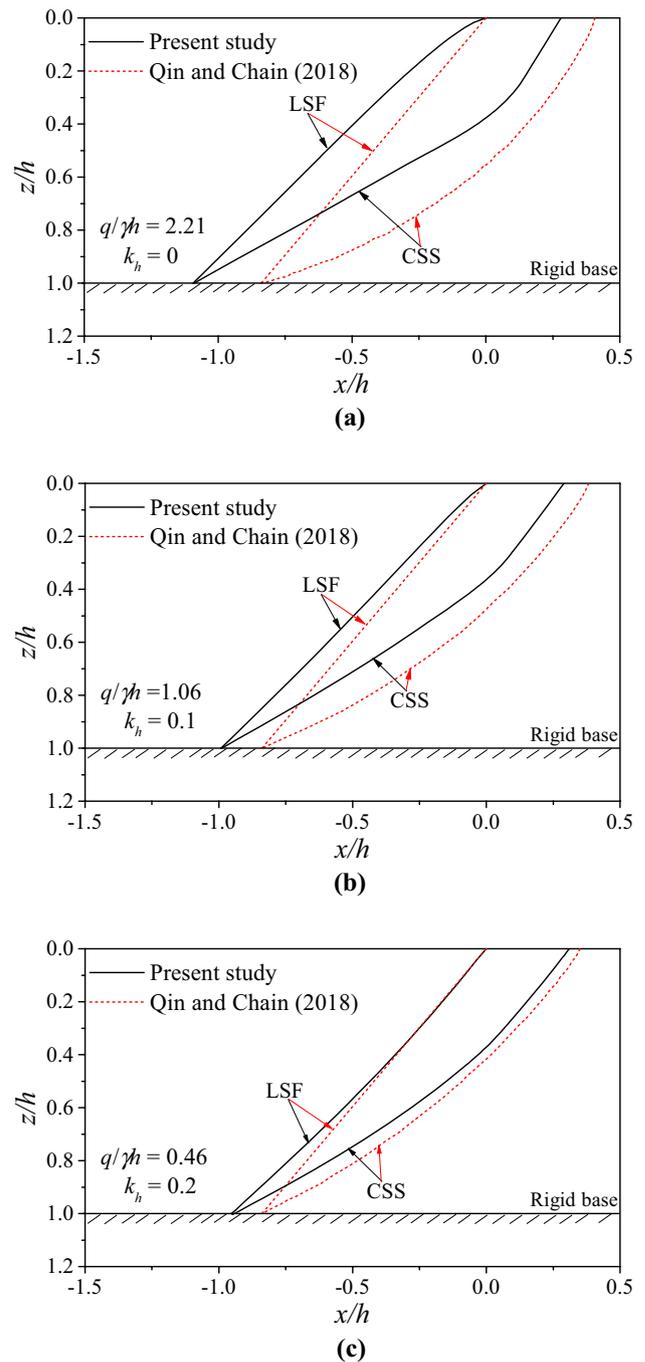 0.0
Present study
Qin and Chain (2018)
0.2
LSF
0.4
z/h
0.6
0.8
q/γh = 2.21
k_h = 0
CSS
Rigid base
1.0
1.2
-1.5 -1.0 -0.5 0.0 0.5
x/h
(a)
0.0
Present study
Qin and Chain (2018)
0.2
LSF
0.4
z/h
0.6
0.8
q/γh =1.06
k_h = 0.1
CSS
Rigid base
1.0
1.2
-1.5 -1.0 -0.5 0.0 0.5
x/h
(b)
0.0
Present study
Qin and Chain (2018)
0.2
0.4
LSF
z/h
0.6
0.8
q/γh = 0.46
k_h = 0.2
CSS
Rigid base
1.0
1.2
-1.5 -1.0 -0.5 0.0 0.5
x/h
(c)